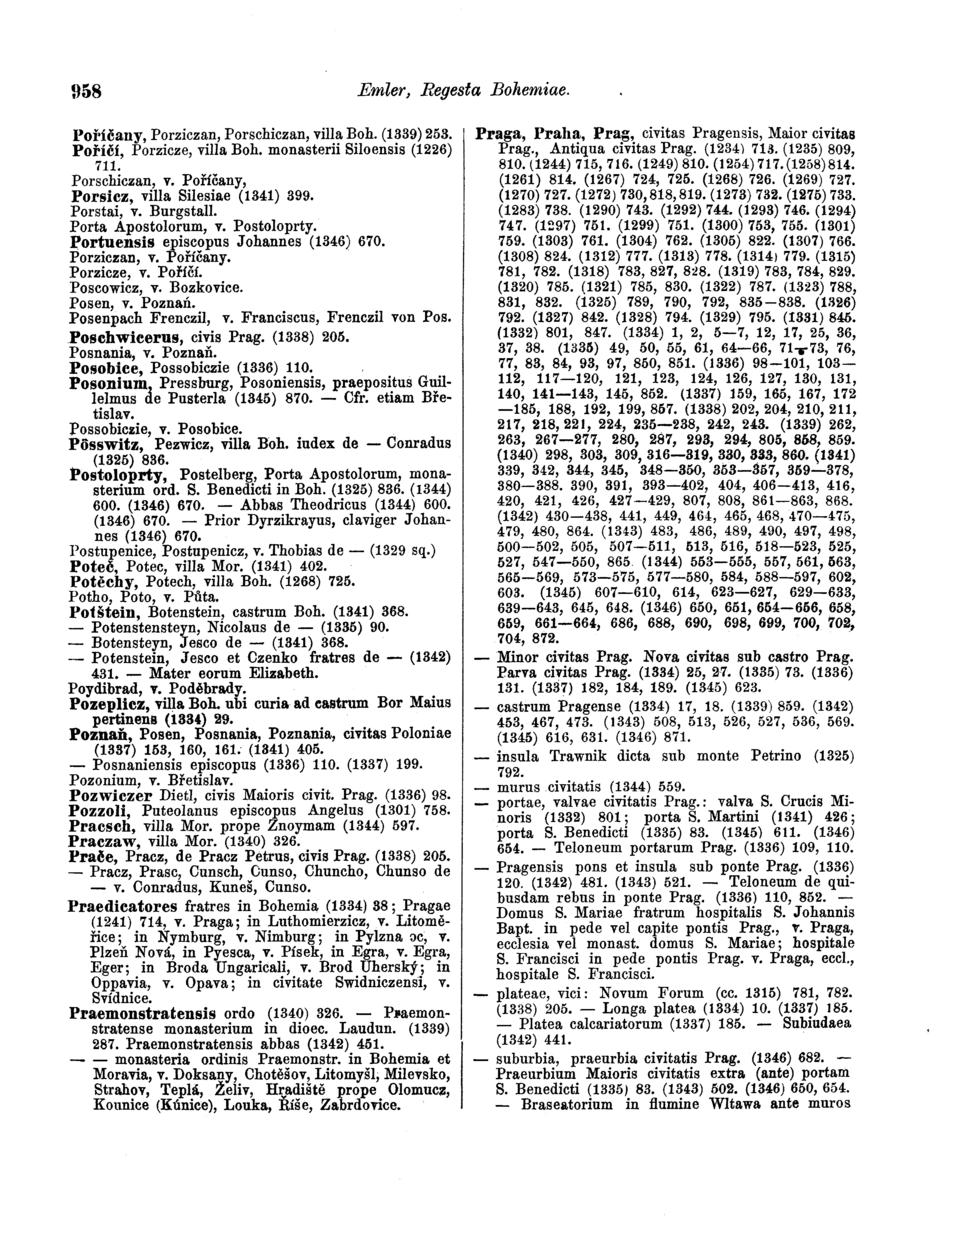 958
Emler, Regesta Bohemiae.
Poříčany, Porziczan, Porschiczan, villa Boh. (1339) 253.
Poříčí, Porzicze, villa Boh. monasterii Siloensis (1226)
711.
Porschiczan, v. Poříčany,
Porsicz, villa Silesiae (1341) 399.
Porstai, v. Burgstall.
Porta Apostolorum, v. Postoloprty.
Portuensis episcopus Johannes (1346) 670.
Porziczan, v. Poříčany.
Porzicze, v. Poříčí.
Poscowicz, v. Bozkovice.
Posen, v. Poznań.
Posenpach Frenczil, v. Franciscus, Frenczil von Pos.
Poschwicerus, civis Prag. (1338) 205.
Posnania, v. Poznaň.
Posobice, Possobiczie (1336) 110.
Posonium, Pressburg, Posoniensis, praepositus Guil-
lelmus de Pusterla (1345) 870. — Cfr. etiam Bře-
tislav.
Possobiczie, v. Posobice.
Pösswitz, Pezwicz, villa Boh. iudex de — Conradus
(1325) 836.
Postoloprty, Postelberg, Porta Apostolorum, mona-
sterium ord. S. Benedicti in Boh. (1325) 836. (1344)
600. (1346) 670. — Abbas Theodricus (1344) 600.
(1346) 670. — Prior Dyrzikrayus, claviger Johan-
nes (1346) 670.
Postupenice, Postupenicz, v. Thobias de — (1329 sq.)
Poteč, Potec, villa Mor. (1341) 402.
Potěchy, Potech, villa Boh. (1268) 725.
Potho, Poto, v. Půta.
Potštein, Botenstein, castrum Boh. (1341) 368.
— Potenstensteyn, Nicolaus de — (1335) 90.
— Botensteyn, Jesco de — (1341) 368.
— Potenstein, Jesco et Czenko fratres de — (1342)
431. — Mater eorum Elizabeth.
Poydibrad, v. Poděbrady.
Pozeplicz, villa Boh. ubi curia ad castrum Bor Maius
pertinens (1334) 29.
Poznaň, Posen, Posnania, Poznania, civitas Poloniae
(1337) 153, 160, 161. (1341) 405.
— Posnaniensis episcopus (1336) 110. (1337) 199.
Pozonium, v. Břetislav.
Pozwiczer Dietl, civis Maioris civit. Prag. (1336) 98.
Pozzoli, Puteolanus episcopus Angelus (1301) 758.
Pracsch, villa Mor. prope Znoymam (1344) 597.
Praczaw, villa Mor. (1340) 326.
Prače, Pracz, de Pracz Petrus, civis Prag. (1338) 205.
— Pracz, Prasc, Cunsch, Cunso, Chuncho, Chunso de
— v. Conradus, Kuneš, Cunso.
Praedicatores fratres in Bohemia (1334) 38; Pragae
(1241) 714, v. Praga; in Luthomierzicz, v. Litomě-
řice; in Nymburg, v. Nimburg; in Pylzna ɔc, v.
Plzeň Nová, in Pyesca, v. Písek, in Egra, v. Egra,
Eger; in Broda Ungaricali, v. Brod Uherský; in
Oppavia, v. Opava; in civitate Swidniczensi, v.
Svídnice.
Praemonstratensis ordo (1340) 326. — Praemon-
stratense monasterium in dioec. Laudun. (1339)
287. Praemonstratensis abbas (1342) 451.
— — monasteria ordinis Praemonstr. in Bohemia et
Moravia, v. Doksany, Chotěšov, Litomyšl, Milevsko,
Strahov, Teplá, Želiv, Hradiště prope Olomucz,
Kounice (Kúnice), Louka, Říše, Zabrdovice.
Praga, Praha, Prag, civitas Pragensis, Maior civitas
Prag., Antiqua civitas Prag. (1234) 713. (1235) 809,
810. (1244) 715, 716. (1249) 810. (1254) 717. (1258) 814.
(1261) 814. (1267) 724, 725. (1268) 726. (1269) 727.
(1270) 727. (1272) 730, 818, 819. (1273) 732. (1275) 733.
(1283) 738. (1290) 743. (1292) 744. (1293) 746. (1294)
747. (1297) 751. (1299) 751. (1300) 753, 755. (1301)
759. (1303) 761. (1304) 762. (1305) 822. (1307) 766.
(1308) 824. (1312) 777. (1313) 778. (1314) 779. (1315)
781, 782. (1318) 783, 827, 828. (1319) 783, 784, 829.
(1320) 785. (1321) 785, 830. (1322) 787. (1323) 788,
831, 832. (1325) 789, 790, 792, 835—838. (1326)
792. (1327) 842. (1328) 794. (1329) 795. (1331) 845.
(1332) 801, 847. (1334) 1, 2, 5—7, 12, 17, 25, 36,
37, 38. (1335) 49, 50, 55, 61, 64—66, 71—73, 76,
77, 83, 84, 93, 97, 850, 851. (1336) 98—101, 103—
112, 117—120, 121, 123, 124, 126, 127, 130, 131,
140, 141—143, 145, 852. (1337) 159, 165, 167, 172
—185, 188, 192, 199, 857. (1338) 202, 204, 210, 211,
217, 218, 221, 224, 235—238, 242, 243. (1339) 262,
263, 267—277, 280, 287, 293, 294, 805, 858, 859.
(1340) 298, 303, 309, 316—319, 330, 333, 860. (1341)
339, 342, 344, 345, 348—350, 353—357, 359—378,
380—388. 390, 391, 393—402, 404, 406—413, 416,
420, 421, 426, 427—429, 807, 808, 861—863, 868.
(1342) 430—438, 441, 449, 464, 465, 468, 470—475,
479, 480, 864. (1343) 483, 486, 489, 490, 497, 498,
500—502, 505, 507—511, 513, 516, 518—523, 525,
527, 547—550, 865. (1344) 553—555, 557, 561, 563,
565—569, 573—575, 577—580, 584, 588—597, 602,
603. (1345) 607—610, 614, 623—627, 629—633,
639—643, 645, 648. (1346) 650, 651, 654—656, 658,
659, 661—664, 686, 688, 690, 698, 699, 700, 702,
704, 872.
— Minor civitas Prag. Nova civitas sub castro Prag.
Parva civitas Prag. (1334) 25, 27. (1335) 73. (1336)
131. (1337) 182, 184, 189. (1345) 623.
— castrum Pragense (1334) 17, 18. (1339) 859. (1342)
453, 467, 473. (1343) 508, 513, 526, 527, 536, 569.
(1345) 616, 631. (1346) 871.
— insula Trawnik dicta sub monte Petrino (1325)
792.
— murus civitatis (1344) 559.
— portae, valvae civitatis Prag.: valva S. Crucis Mi-
noris (1332) 801; porta S. Martini (1341) 426;
porta S. Benedicti (1335) 83. (1345) 611. (1346)
654. — Teloneum portarum Prag. (1336) 109, 110.
— Pragensis pons et insula sub ponte Prag. (1336)
120. (1342) 481. (1343) 521. — Teloneum de qui-
busdam rebus in ponte Prag. (1336) 110, 852. —
Domus S. Mariae fratrum hospitalis S. Johannis
Bapt. in pede vel capite pontis Prag., v. Praga,
ecclesia vel monast. domus S. Mariae; hospitale
S. Francisci in pede pontis Prag. v. Praga, eccl.,
hospitale S. Francisci.
— plateae, vici: Novum Forum (cc. 1315) 781, 782.
(1338) 205. — Longa platea (1334) 10. (1337) 185.
— Platea calcariatorum (1337) 185. — Subiudaea
(1342) 441.
— suburbia, praeurbia civitatis Prag. (1346) 682. —
Praeurbium Maioris civitatis extra (ante) portam
S. Benedicti (1335) 83. (1343) 502. (1346) 650, 654.
— Braseatorium in flumine Wltawa ante muros